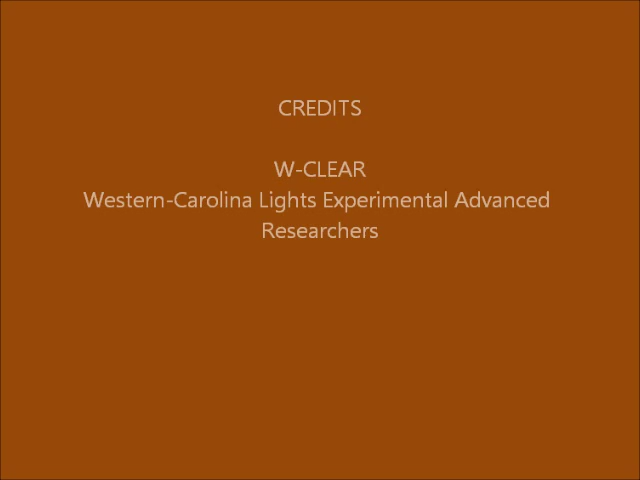 CREDITS
W-CLEAR
Western-Carolina Lights Experimental Advanced
Researchers